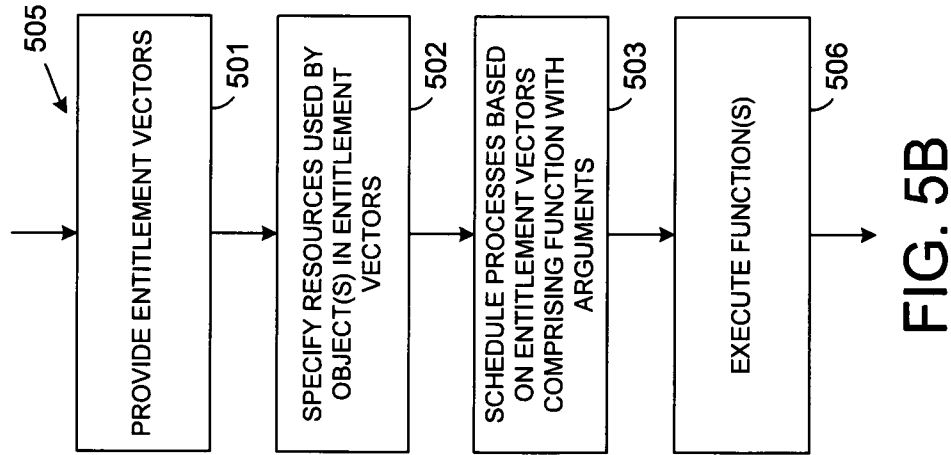 505
PROVIDE ENTITLEMENT VECTORS
501
SPECIFY RESOURCES USED BY
OBJECT(S) IN ENTITLEMENT
VECTORS
502
SCHEDULE PROCESSES BASED
ON ENTITLEMENT VECTORS
COMPRISING FUNCTION WITH
ARGUMENTS
503
EXECUTE FUNCTION(S)
506
FIG. 5B